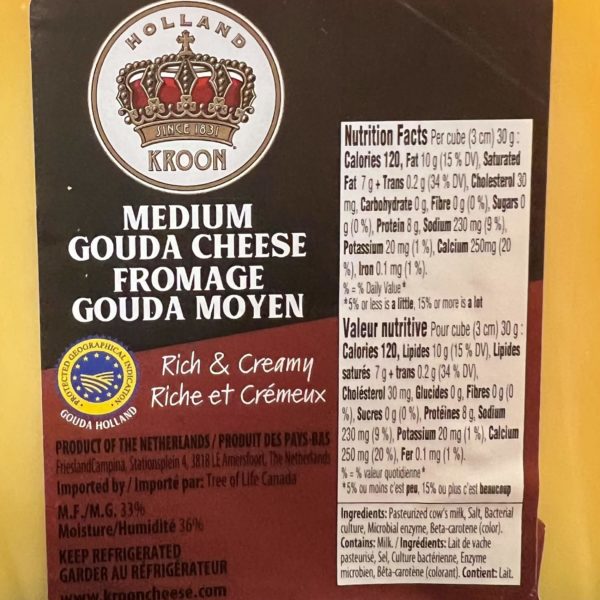 HOLLAND
SINCE 1831
KROON
MEDIUM
GOUDA CHEESE
FROMAGE
GOUDA MOYEN
PROTECTED GEOGRAPHICAL INDICATION
GOUDA HOLLAND
Rich & Creamy
Riche et Crémeux
PRODUCT OF THE NETHERLANDS / PRODUIT DES PAYS-BAS
FrieslandCampina, Stationsplein 4, 3818 LE Amersfoort, The Netherlands
Imported by / Importé par: Tree of Life Canada
M.F./M.G. 33%
Moisture/Humidité 36%
KEEP REFRIGERATED
GARDER AU RÉFRIGÉRATEUR
www.krooncheese.com
Nutrition Facts Per cube (3 cm) 30 g :
Calories 120, Fat 10 g (15 % DV), Saturated
Fat 7 g + Trans 0.2 g (34 % DV), Cholesterol 30
mg, Carbohydrate 0 g, Fibre 0 g (0 %), Sugars 0
g (0 %), Protein 8 g, Sodium 230 mg (9 %),
Potassium 20 mg (1 %), Calcium 250mg (20
%), Iron 0.1 mg (1 %).
% = % Daily Value*
*5% or less is a little, 15% or more is a lot
Valeur nutritive Pour cube (3 cm) 30 g :
Calories 120, Lipides 10 g (15 % DV), Lipides
saturés 7 g + trans 0.2 g (34 % DV),
Choléstérol 30 mg, Glucides 0 g, Fibres 0 g (0
%), Sucres 0 g (0 %), Protéines 8 g, Sodium
230 mg (9 %), Potassium 20 mg (1 %), Calcium
250 mg (20 %), Fer 0.1 mg (1 %).
% = % valeur quotidienne*
*5% ou moins c'est peu, 15% ou plus c'est beaucoup
Ingredients: Pasteurized cow's milk, Salt, Bacterial
culture, Microbial enzyme, Beta-carotene (color).
Contains: Milk. / Ingrédients: Lait de vache
pasteurisé, Sel, Culture bactérienne, Enzyme
microbien, Bêta-carotène (colorant). Contient: Lait.